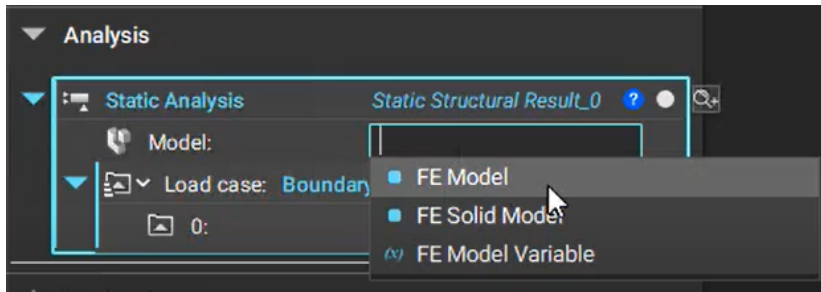 Analysis
Static Analysis Static Structural Result_0 ?
Model:
FE Model
Load case: Boundary
FE Solid Model
0:
(x) FE Model Variable